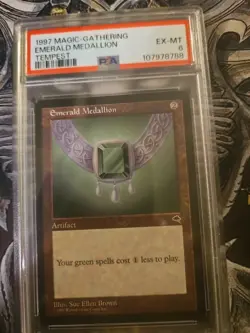 1997 MAGIC-GATHERING
EMERALD MEDALLION
EX-MT
TEMPEST
6
PSA
107978788
Emerald Medallion
2
Artifact
Your green spells cost 1 less to play.
Illus. Sue Ellen Brown